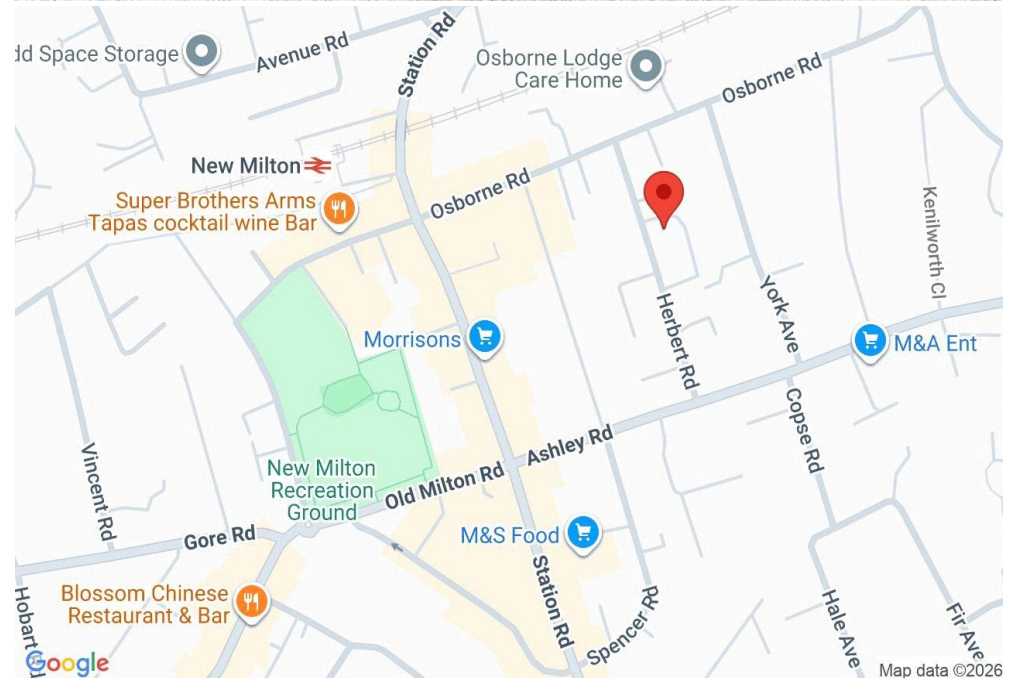 dd Space Storage
Avenue Rd
Station Rd
Osborne Lodge
Care Home
Osborne Rd
New Milton
Super Brothers Arms
Tapas cocktail wine Bar
Osborne Rd
Kenilworth Cl
York Ave
Herbert Rd
Morrisons
M&A Ent
Copse Rd
Ashley Rd
Old Milton Rd
New Milton
Recreation
Ground
Vincent Rd
Gore Rd
M&S Food
Station Rd
Spencer Rd
Hale Ave
Fir Ave
Blossom Chinese
Restaurant & Bar
Hobart Rd
Google
Map data ©2026